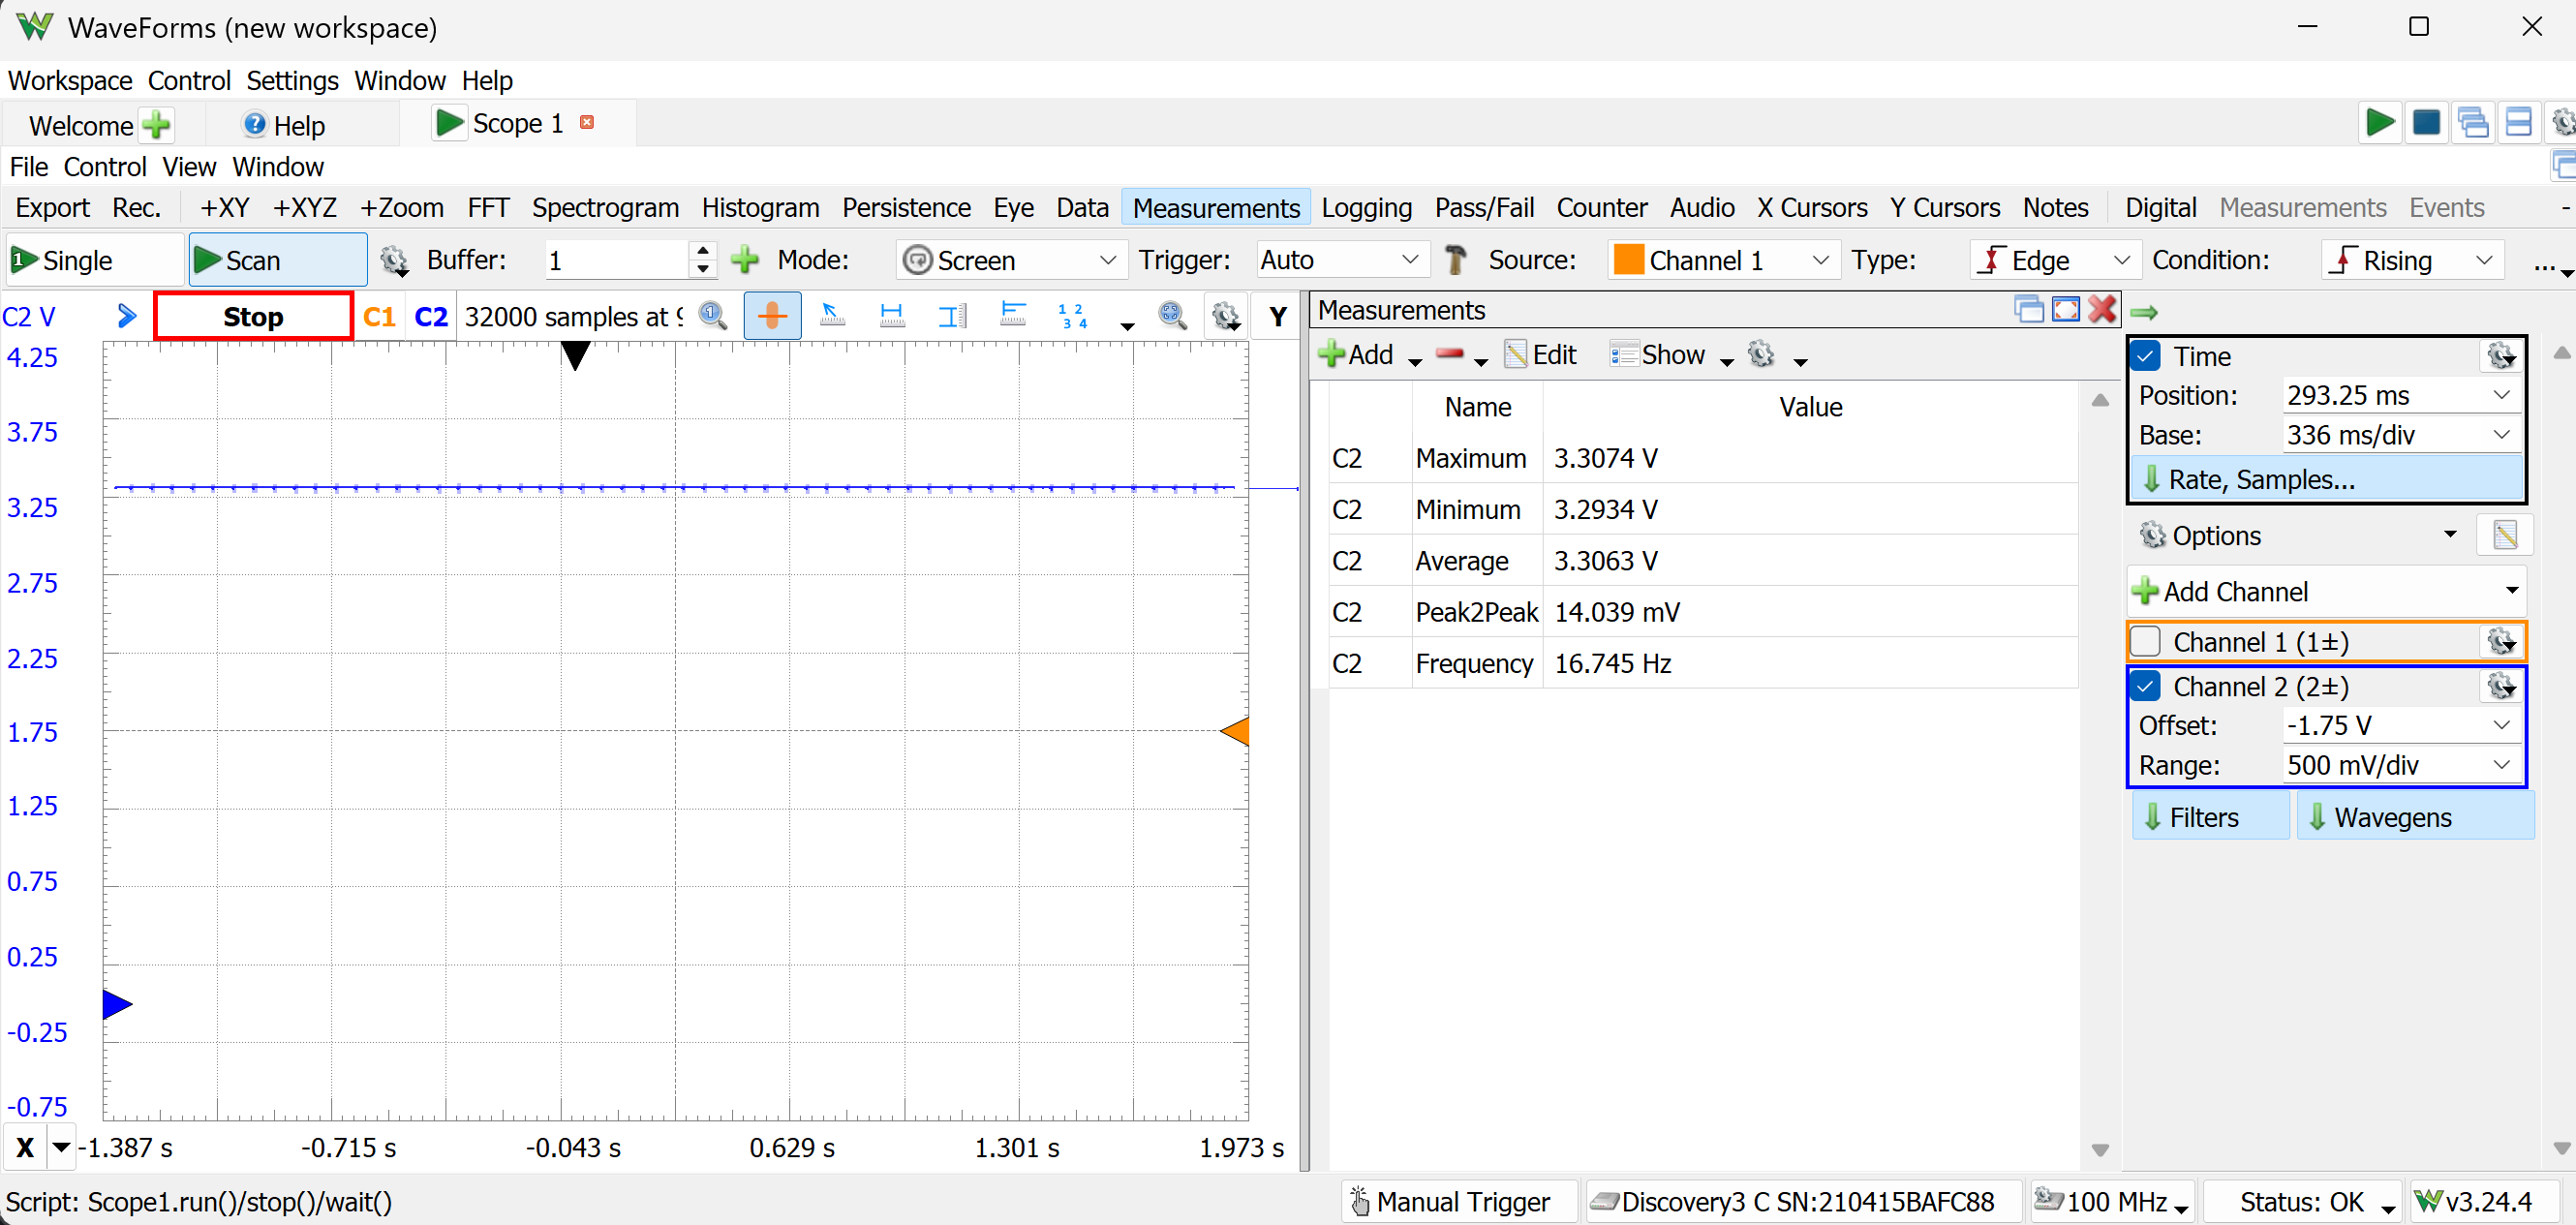 WaveForms (new workspace)
Workspace Control Settings Window Help
Welcome Help Scope 1
File Control View Window
Export Rec. +XY +XYZ +Zoom FFT Spectrogram Histogram Persistence Eye Data Measurements Logging Pass/Fail Counter Audio X Cursors Y Cursors Notes Digital Measurements Events
Single Scan Buffer: 1 Mode: Screen Trigger: Auto Source: Channel 1 Type: Edge Condition: Rising ...
C2 V Stop C1 C2 32000 samples at Y
4.25
3.75
3.25
2.75
2.25
1.75
1.25
0.75
0.25
-0.25
-0.75
X -1.387 s -0.715 s -0.043 s 0.629 s 1.301 s 1.973 s
Measurements
Add Edit Show
Name Value
C2 Maximum 3.3074 V
C2 Minimum 3.2934 V
C2 Average 3.3063 V
C2 Peak2Peak 14.039 mV
C2 Frequency 16.745 Hz
Time
Position: 293.25 ms
Base: 336 ms/div
Rate, Samples...
Options
Add Channel
Channel 1 (1±)
Channel 2 (2±)
Offset: -1.75 V
Range: 500 mV/div
Filters Wavegens
Script: Scope1.run()/stop()/wait() Manual Trigger Discovery3 C SN:210415BAFC88 100 MHz Status: OK v3.24.4